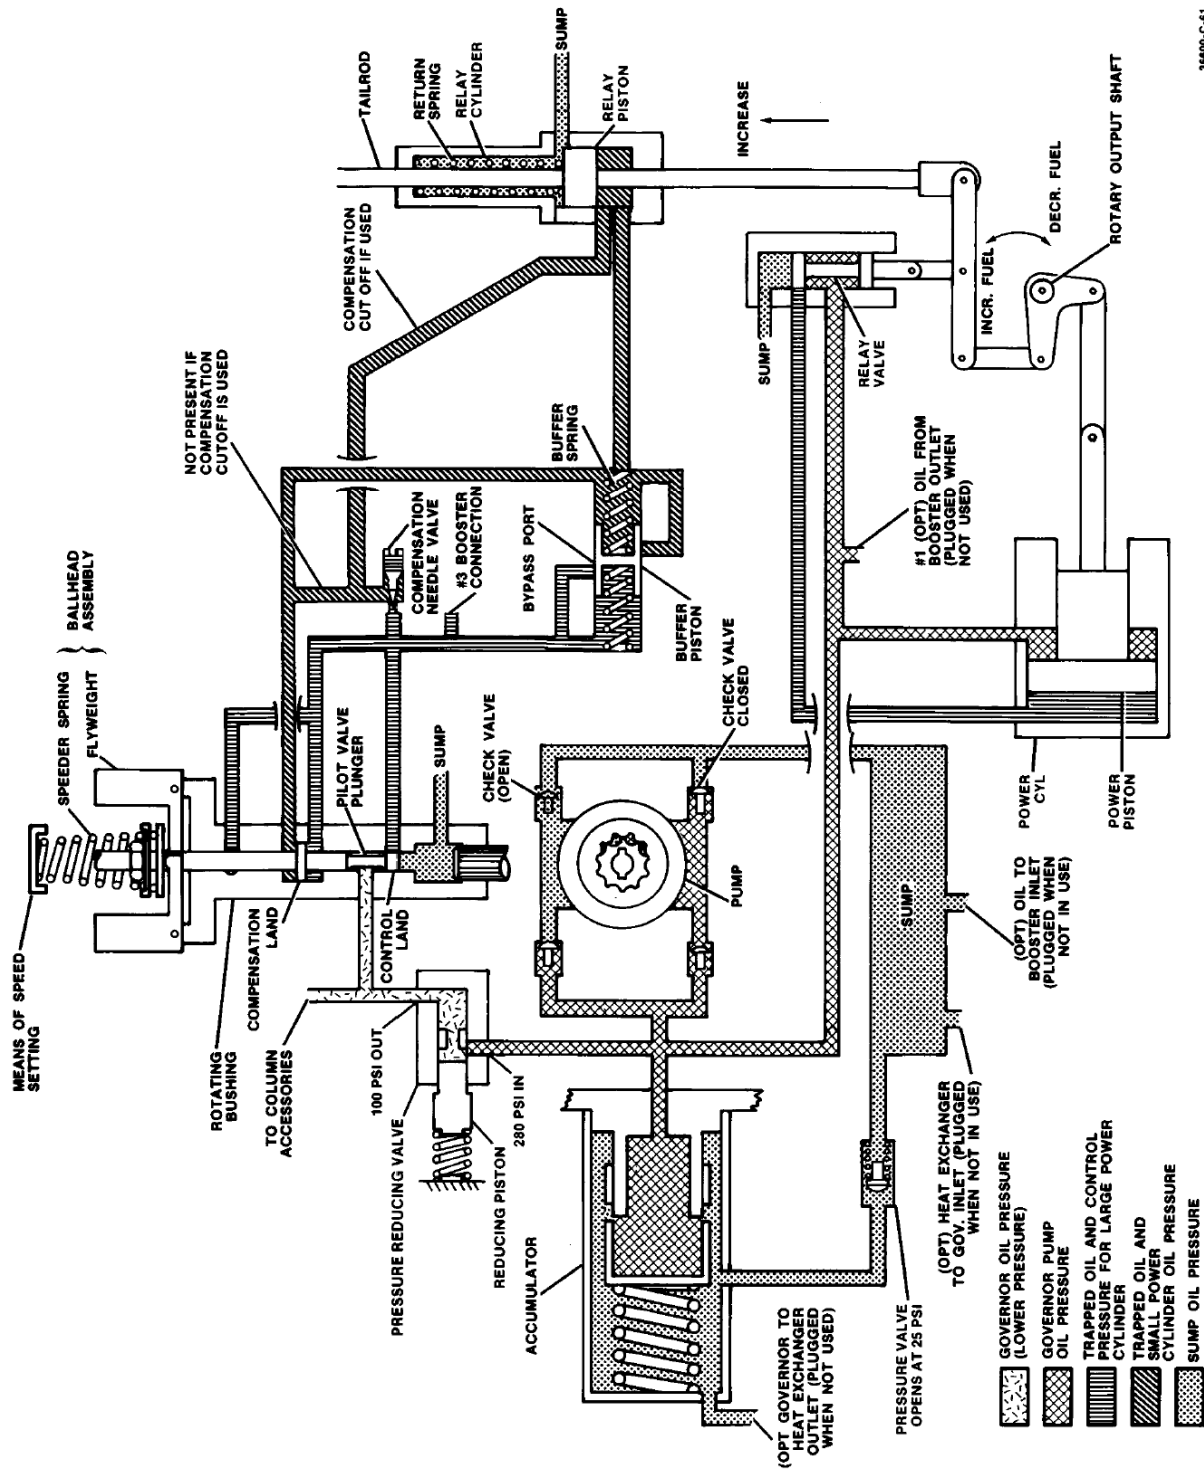 MEANS OF SPEED
SETTING
SPEEDER SPRING
FLYWEIGHT
BALLHEAD
ASSEMBLY
ROTATING
BUSHING
COMPENSATION
LAND
PILOT VALVE
PLUNGER
CONTROL
LAND
SUMP
TO COLUMN
ACCESSORIES
100 PSI OUT
PRESSURE REDUCING VALVE
REDUCING PISTON
280 PSI IN
NOT PRESENT IF
COMPENSATION
CUTOFF IS USED
COMPENSATION
CUT OFF IF USED
COMPENSATION
NEEDLE VALVE
#3 BOOSTER
CONNECTION
BYPASS PORT
BUFFER
SPRING
BUFFER
PISTON
TAILROD
RETURN
SPRING
RELAY
CYLINDER
SUMP
RELAY
PISTON
INCREASE
CHECK VALVE
(OPEN)
CHECK VALVE
CLOSED
PUMP
ACCUMULATOR
SUMP
RELAY
VALVE
#1 (OPT) OIL FROM
BOOSTER OUTLET
(PLUGGED WHEN
NOT USED)
INCR. FUEL
DECR. FUEL
ROTARY OUTPUT SHAFT
POWER
CYL
POWER
PISTON
SUMP
(OPT) OIL TO
BOOSTER INLET
(PLUGGED WHEN
NOT IN USE)
(OPT) HEAT EXCHANGER
TO GOV. INLET (PLUGGED
WHEN NOT IN USE)
PRESSURE VALVE
OPENS AT 25 PSI
(OPT GOVERNOR TO
HEAT EXCHANGER
OUTLET (PLUGGED
WHEN NOT USED)
GOVERNOR OIL PRESSURE
(LOWER PRESSURE)
GOVERNOR PUMP
OIL PRESSURE
TRAPPED OIL AND CONTROL
PRESSURE FOR LARGE POWER
CYLINDER
TRAPPED OIL AND
SMALL POWER
CYLINDER OIL PRESSURE
SUMP OIL PRESSURE